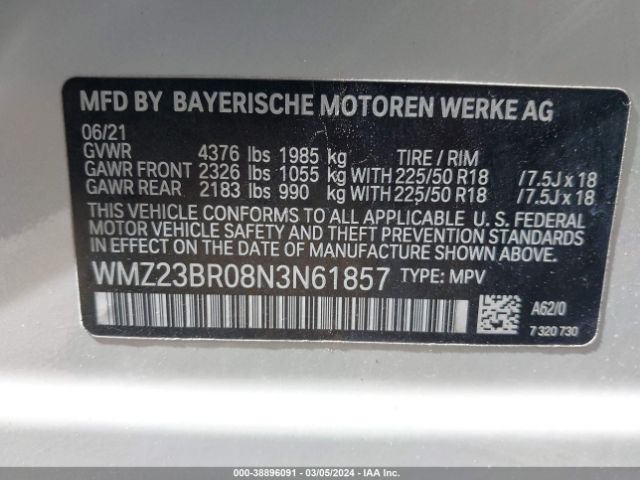 MFD BY BAYERISCHE MOTOREN WERKE AG
06/21
GVWR 4376 lbs 1985 kg TIRE / RIM
GAWR FRONT 2326 lbs 1055 kg WITH 225/50 R18 /7.5J x 18
GAWR REAR 2183 lbs 990 kg WITH 225/50 R18 /7.5J x 18
THIS VEHICLE CONFORMS TO ALL APPLICABLE U. S. FEDERAL
MOTOR VEHICLE SAFETY, BUMPER, AND THEFT PREVENTION
STANDARDS IN EFFECT ON THE DATE OF MANUFACTURE SHOWN ABOVE.
WMZ23BR08N3N61857 TYPE: MPV
A62/0
7 320 730
000-38896091 - 03/05/2024 - IAA Inc.